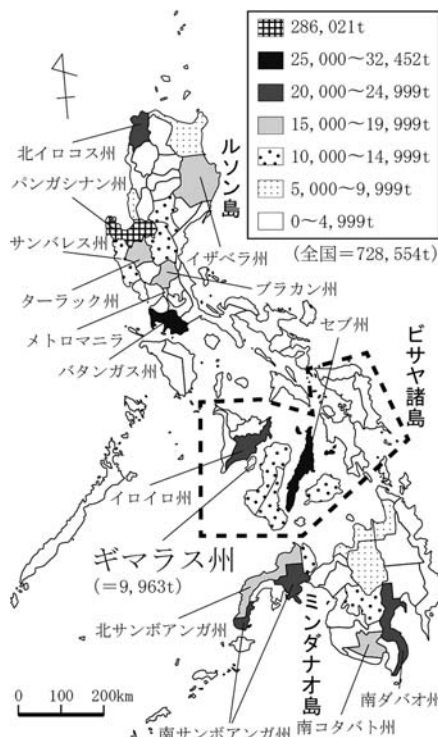 286,021t
25,000～32,452t
20,000～24,999t
15,000～19,999t
10,000～14,999t
5,000～9,999t
0～4,999t
(全国＝728,554t)
ルソン島
北イロコス州
パンガシナン州
サンバレス州
イザベラ州
ターラック州
ブラカン州
メトロマニラ
バタンガス州
セブ州
ビサヤ諸島
イロイロ州
ギマラス州
(＝9,963t)
北サンボアンガ州
ミンダナオ島
南ダバオ州
南サンボアンガ州
南コタバト州
0 100 200km